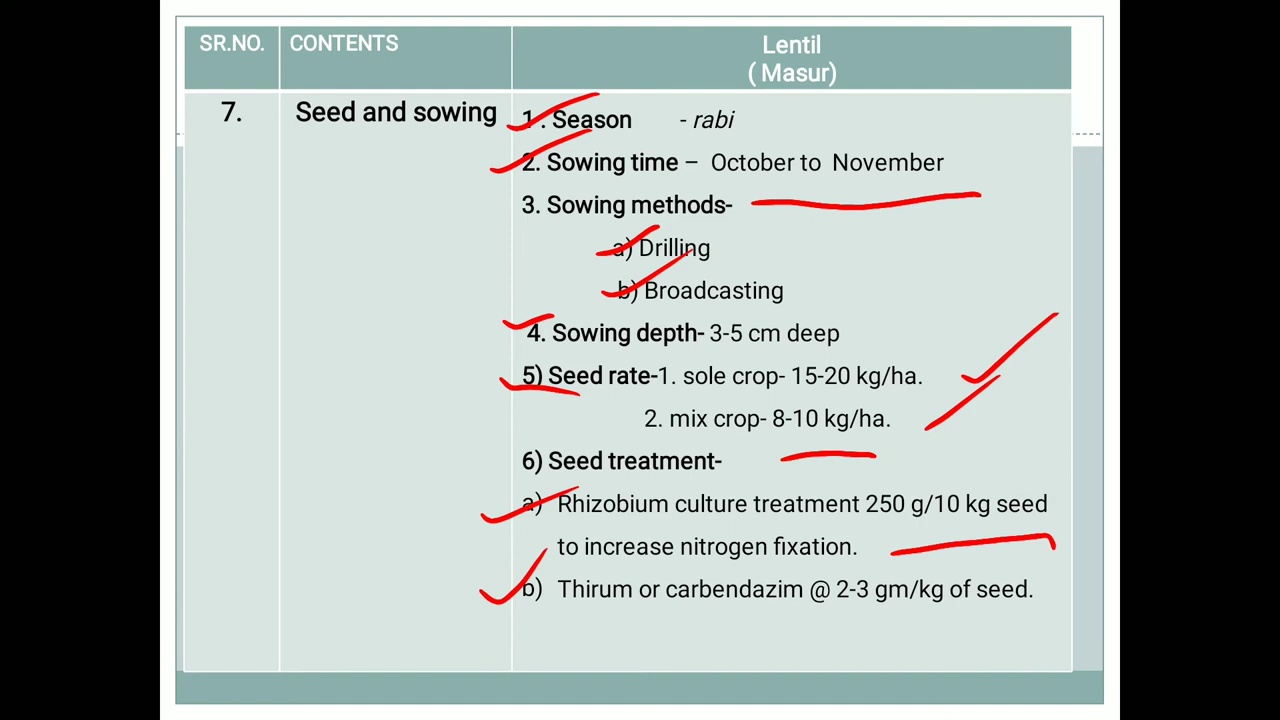 SR.NO. CONTENTS Lentil
( Masur)
7. Seed and sowing 1 . Season - rabi
2. Sowing time – October to November
3. Sowing methods-
a) Drilling
b) Broadcasting
4. Sowing depth- 3-5 cm deep
5) Seed rate-1. sole crop- 15-20 kg/ha.
2. mix crop- 8-10 kg/ha.
6) Seed treatment-
a) Rhizobium culture treatment 250 g/10 kg seed
to increase nitrogen fixation.
b) Thirum or carbendazim @ 2-3 gm/kg of seed.